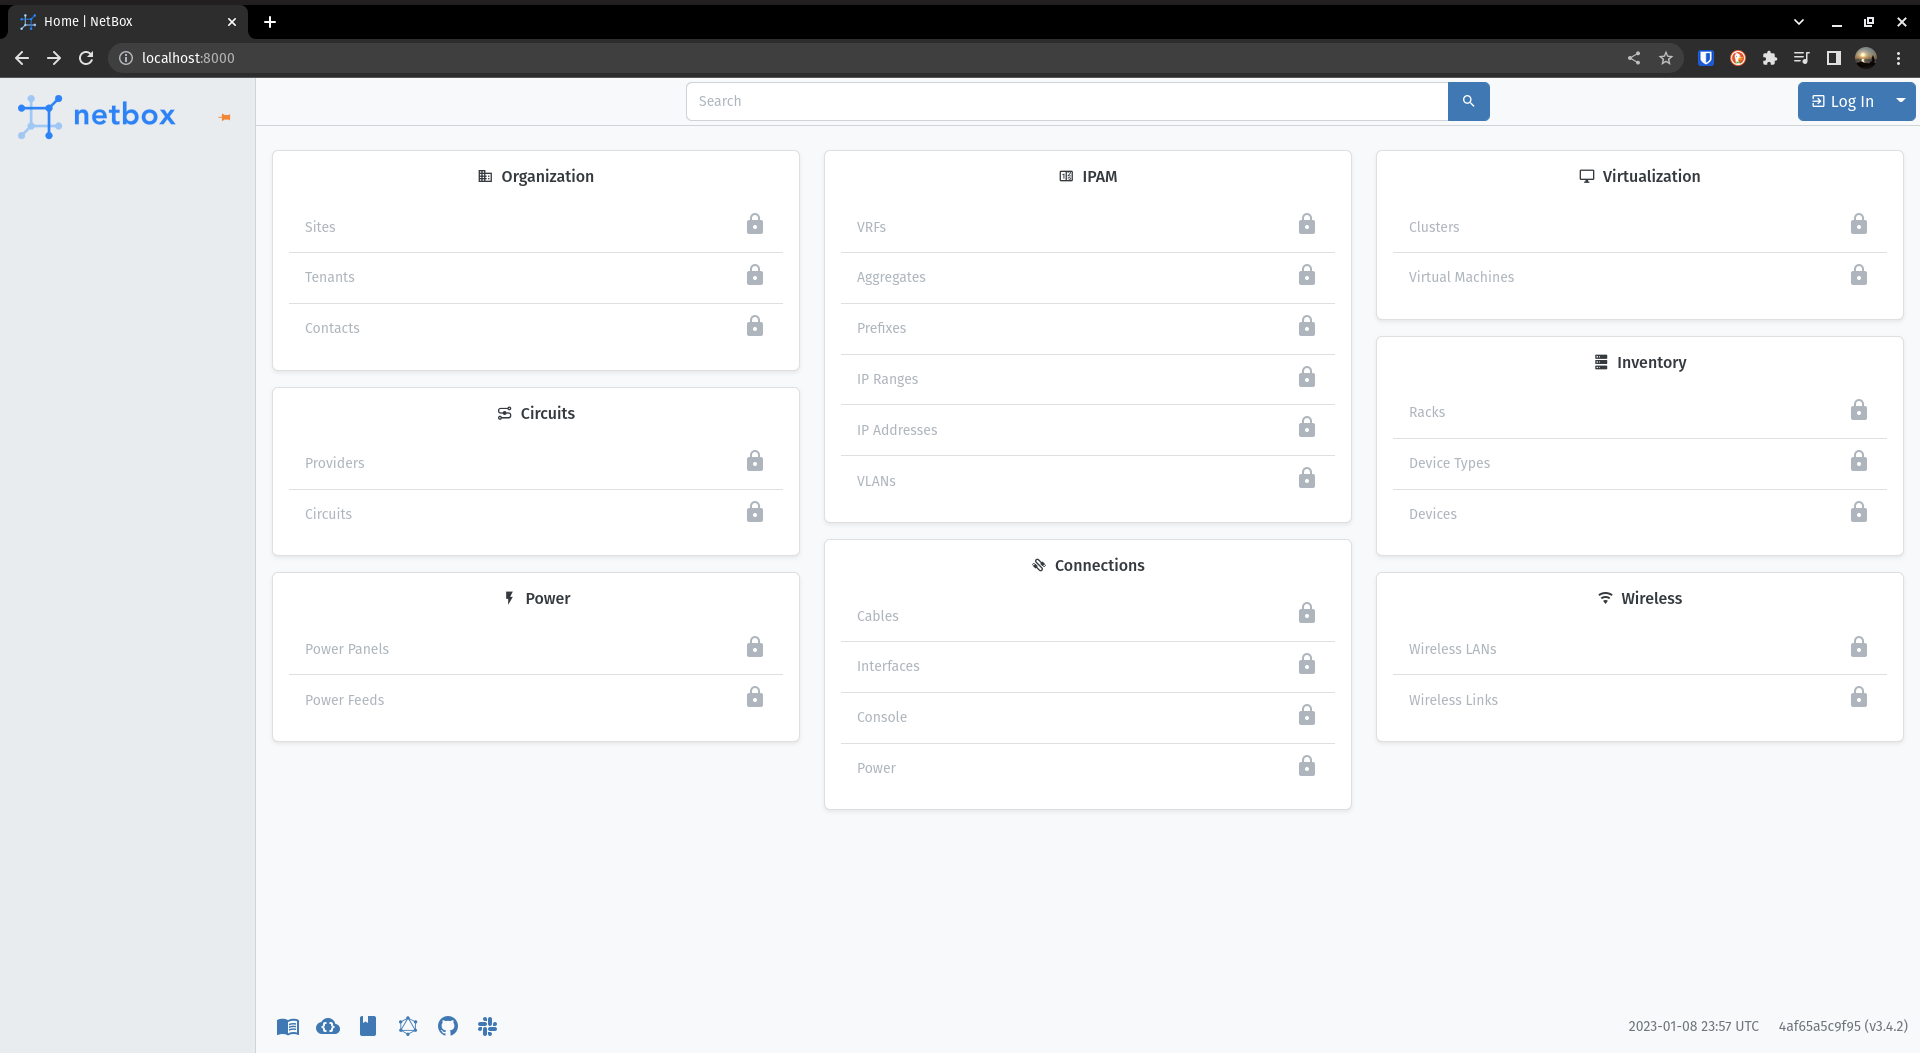 Home | NetBox
localhost:8000
netbox
Search
Log In
Organization
Sites
Tenants
Contacts
Circuits
Providers
Circuits
Power
Power Panels
Power Feeds
IPAM
VRFs
Aggregates
Prefixes
IP Ranges
IP Addresses
VLANs
Connections
Cables
Interfaces
Console
Power
Virtualization
Clusters
Virtual Machines
Inventory
Racks
Device Types
Devices
Wireless
Wireless LANs
Wireless Links
2023-01-08 23:57 UTC 4af65a5c9f95 (v3.4.2)